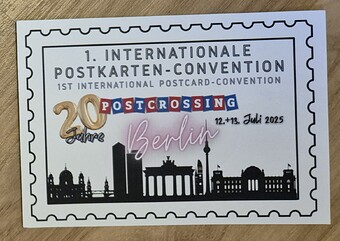 1. INTERNATIONALE
POSTKARTEN-CONVENTION
1ST INTERNATIONAL POSTCARD-CONVENTION
20 POSTCROSSING
Jahre
12.+13. Juli 2025
Berlin